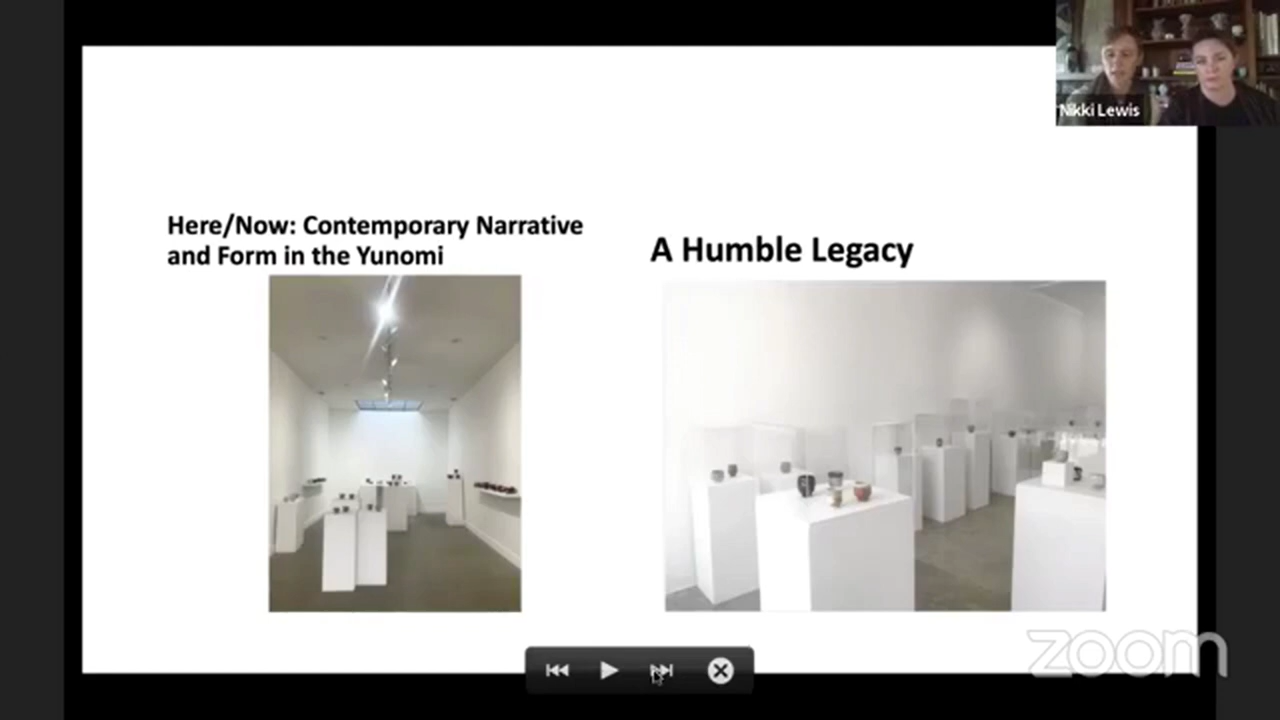 Nikki Lewis
Here/Now: Contemporary Narrative
and Form in the Yunomi
A Humble Legacy
zoom